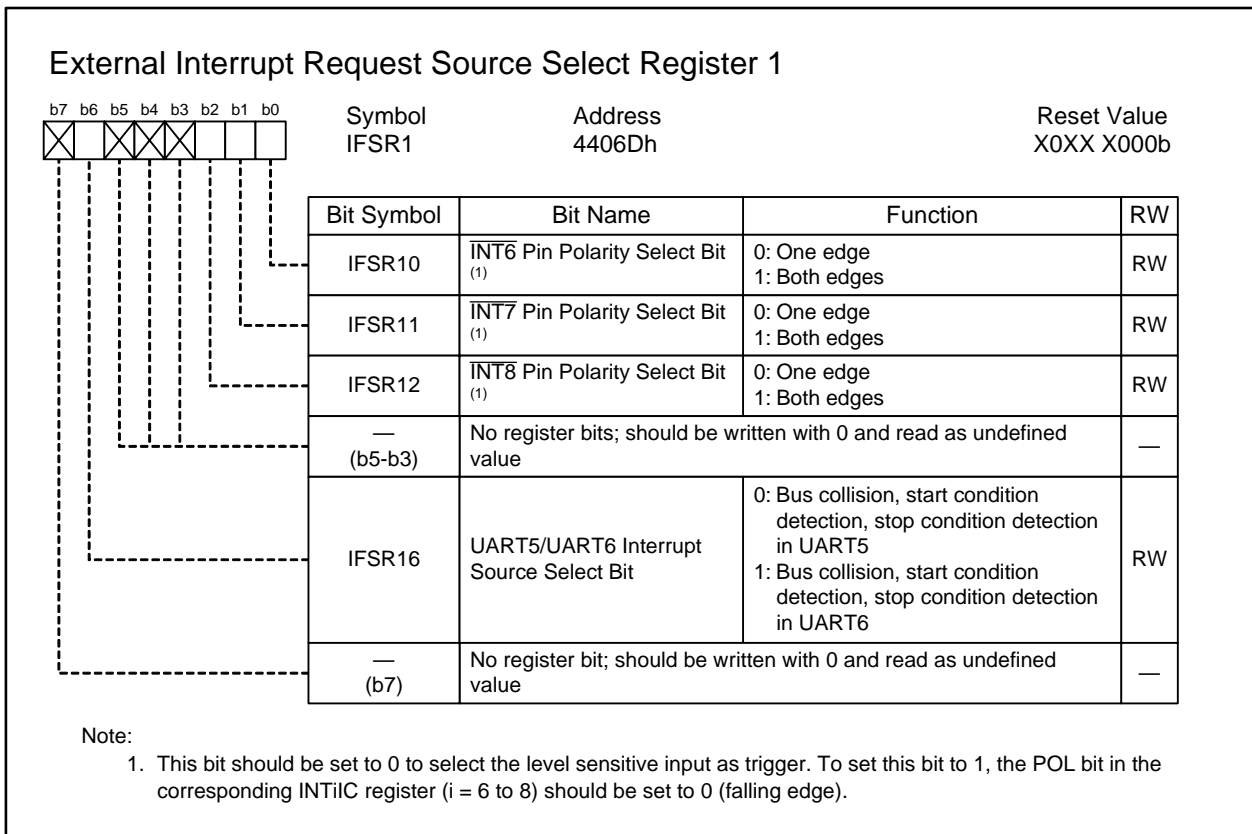 External Interrupt Request Source Select Register 1
b7 b6 b5 b4 b3 b2 b1 b0
Symbol Address Reset Value
IFSR1 4406Dh X0XX X000b
Bit Symbol Bit Name Function RW
IFSR10 INT6 Pin Polarity Select Bit (1) 0: One edge RW
1: Both edges
IFSR11 INT7 Pin Polarity Select Bit (1) 0: One edge RW
1: Both edges
IFSR12 INT8 Pin Polarity Select Bit (1) 0: One edge RW
1: Both edges
— (b5-b3) No register bits; should be written with 0 and read as undefined —
value
IFSR16 UART5/UART6 Interrupt
Source Select Bit
0: Bus collision, start condition
detection, stop condition detection
in UART5
1: Bus collision, start condition
detection, stop condition detection
in UART6
RW
— (b7) No register bit; should be written with 0 and read as undefined —
value
Note:
1. This bit should be set to 0 to select the level sensitive input as trigger. To set this bit to 1, the POL bit in the
corresponding INTiIC register (i = 6 to 8) should be set to 0 (falling edge).